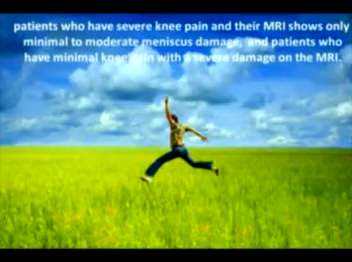 patients who have severe knee pain and their MRI shows only
minimal to moderate meniscus damage, and patients who
have minimal knee pain with a severe damage on the MRI.